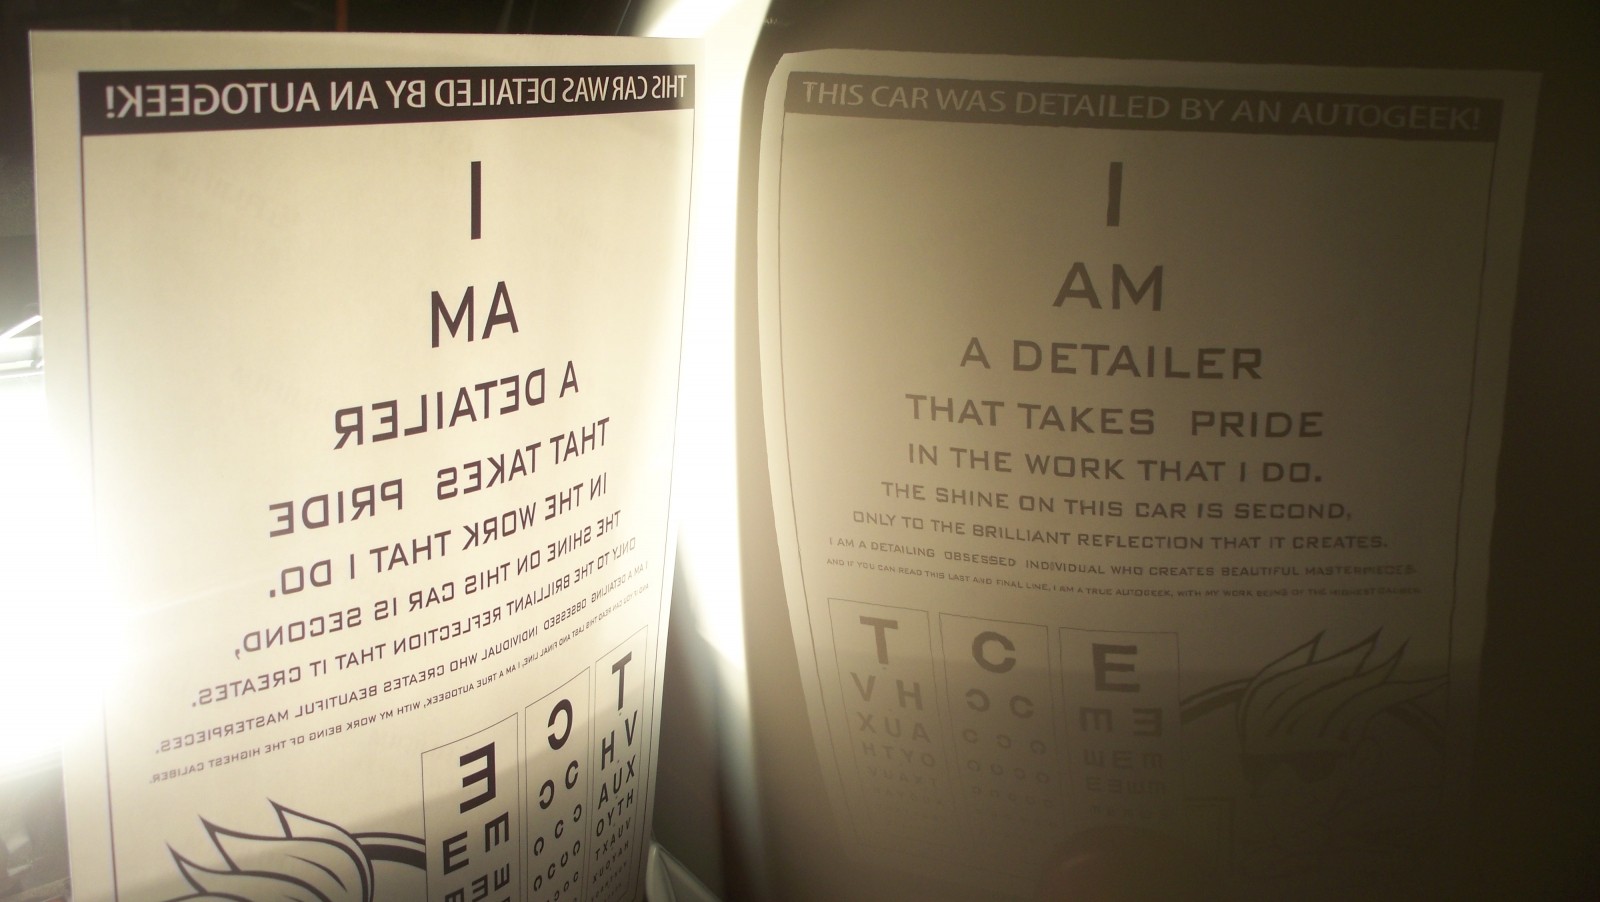 THIS CAR WAS DETAILED BY AN AUTOGEEK!
I
AM
A DETAILER
THAT TAKES PRIDE
IN THE WORK THAT I DO.
THE SHINE ON THIS CAR IS SECOND,
ONLY TO THE BRILLIANT REFLECTION THAT IT CREATES.
I AM A DETAILING OBSESSED INDIVIDUAL WHO CREATES BEAUTIFUL MASTERPIECES.
AND IF YOU CAN READ THIS LAST AND FINAL LINE, I AM A TRUE AUTOGEEK, WITH MY WORK BEING OF THE HIGHEST CALIBER.
T
V H
X U A
H T Y O
C
C C
E
E
THIS CAR WAS DETAILED BY AN AUTOGEEK!
I
AM
A DETAILER
THAT TAKES PRIDE
IN THE WORK THAT I DO.
THE SHINE ON THIS CAR IS SECOND,
ONLY TO THE BRILLIANT REFLECTION THAT IT CREATES.
I AM A DETAILING OBSESSED INDIVIDUAL WHO CREATES BEAUTIFUL MASTERPIECES
AND IF YOU CAN READ THIS LAST AND FINAL LINE, I AM A TRUE AUTOGEEK, WITH MY WORK BEING OF THE HIGHEST
T
V H
X U A
H T Y O
C
C C
E